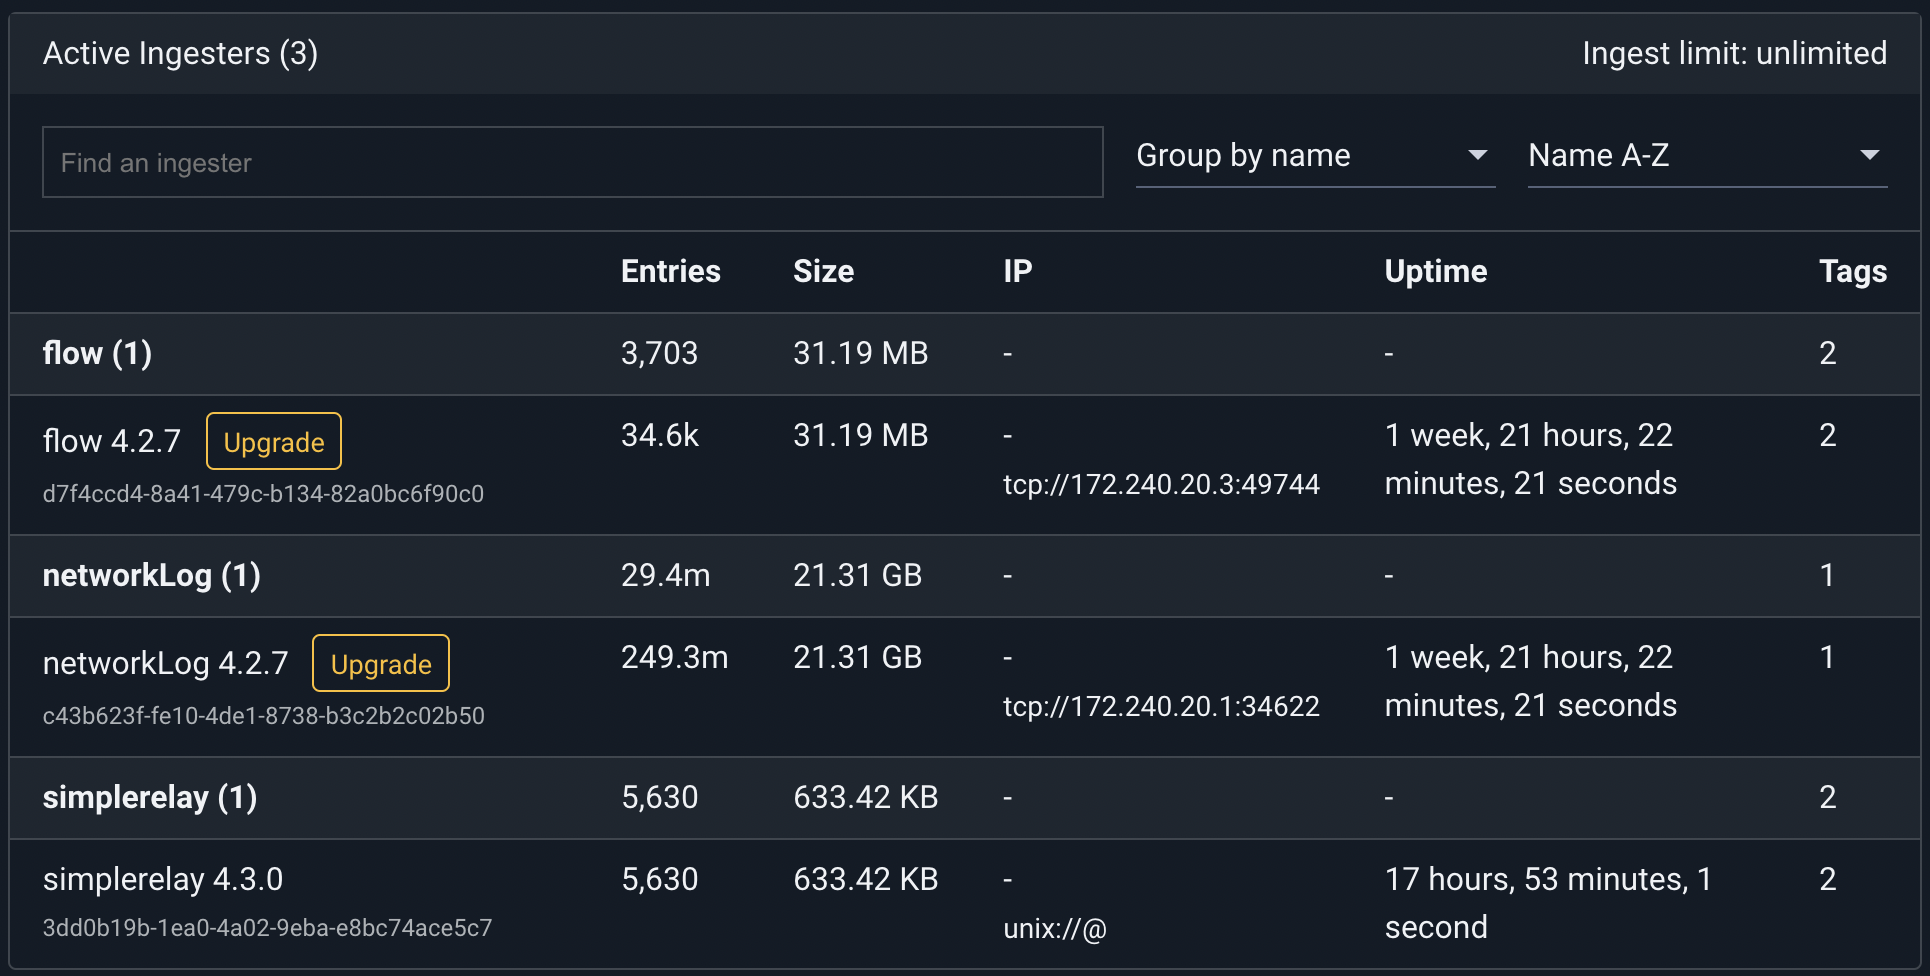 Active Ingesters (3) Ingest limit: unlimited
Find an ingester Group by name Name A-Z
Entries Size IP Uptime Tags
flow (1) 3,703 31.19 MB - - 2
flow 4.2.7 Upgrade 34.6k 31.19 MB - 1 week, 21 hours, 22 2
d7f4ccd4-8a41-479c-b134-82a0bc6f90c0 tcp://172.240.20.3:49744 minutes, 21 seconds
networkLog (1) 29.4m 21.31 GB - - 1
networkLog 4.2.7 Upgrade 249.3m 21.31 GB - 1 week, 21 hours, 22 1
c43b623f-fe10-4de1-8738-b3c2b2c02b50 tcp://172.240.20.1:34622 minutes, 21 seconds
simplerelay (1) 5,630 633.42 KB - - 2
simplerelay 4.3.0 5,630 633.42 KB - 17 hours, 53 minutes, 1 2
3dd0b19b-1ea0-4a02-9eba-e8bc74ace5c7 unix://@ second